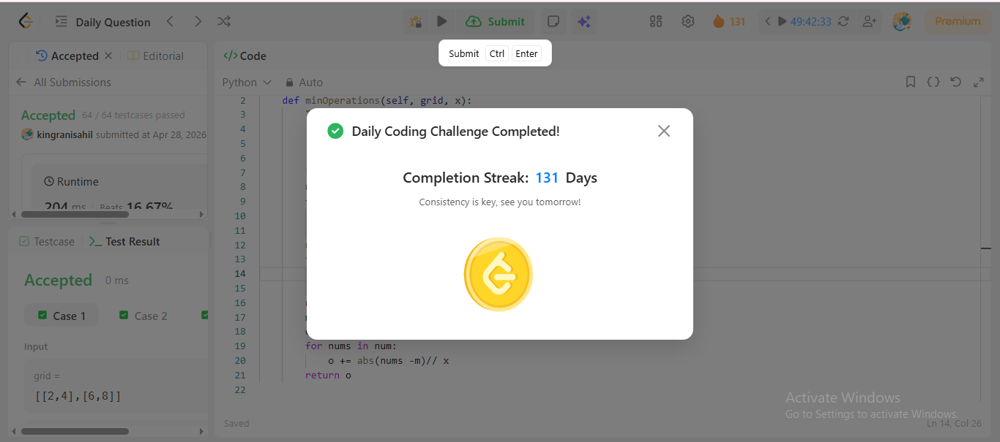 Daily Question
Submit
131
49:42:33
Premium
Submit Ctrl Enter
Accepted
Editorial
Code
All Submissions
Python
Auto
Accepted 64 / 64 testcases passed
kingranisahil submitted at Apr 28, 2026
Runtime
204 ms Beats 16.67%
Testcase
Test Result
Accepted 0 ms
Case 1
Case 2
Input
grid =
[[2,4],[6,8]]
2 def minOperations(self, grid, x):
3
4
5
6
7
8
9
10
11
12
13
14
15
16
17
18
19 for nums in num:
20 o += abs(nums -m)// x
21 return o
22
Daily Coding Challenge Completed!
Completion Streak: 131 Days
Consistency is key, see you tomorrow!
Activate Windows
Go to Settings to activate Windows.
Saved
Ln 14, Col 26